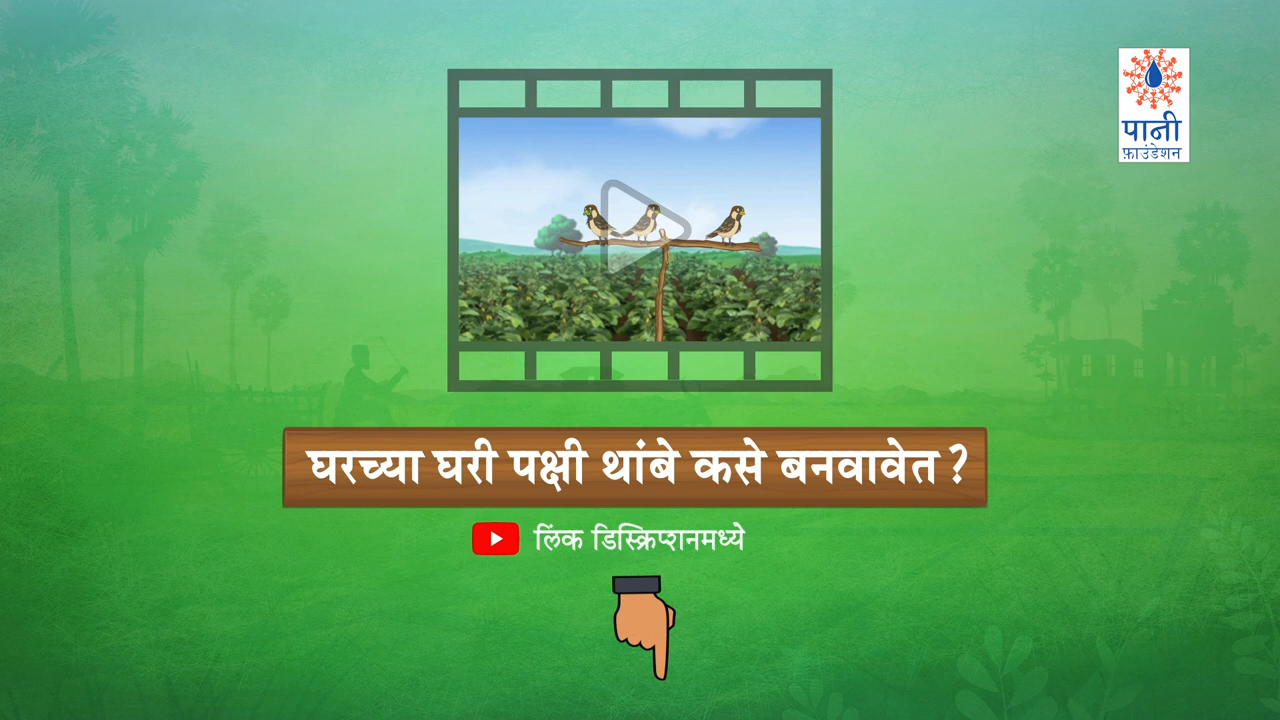 पानी
फ़ाउंडेशन
घरच्या घरी पक्षी थांबे कसे बनवावेत ?
लिंक डिस्क्रिप्शनमध्ये